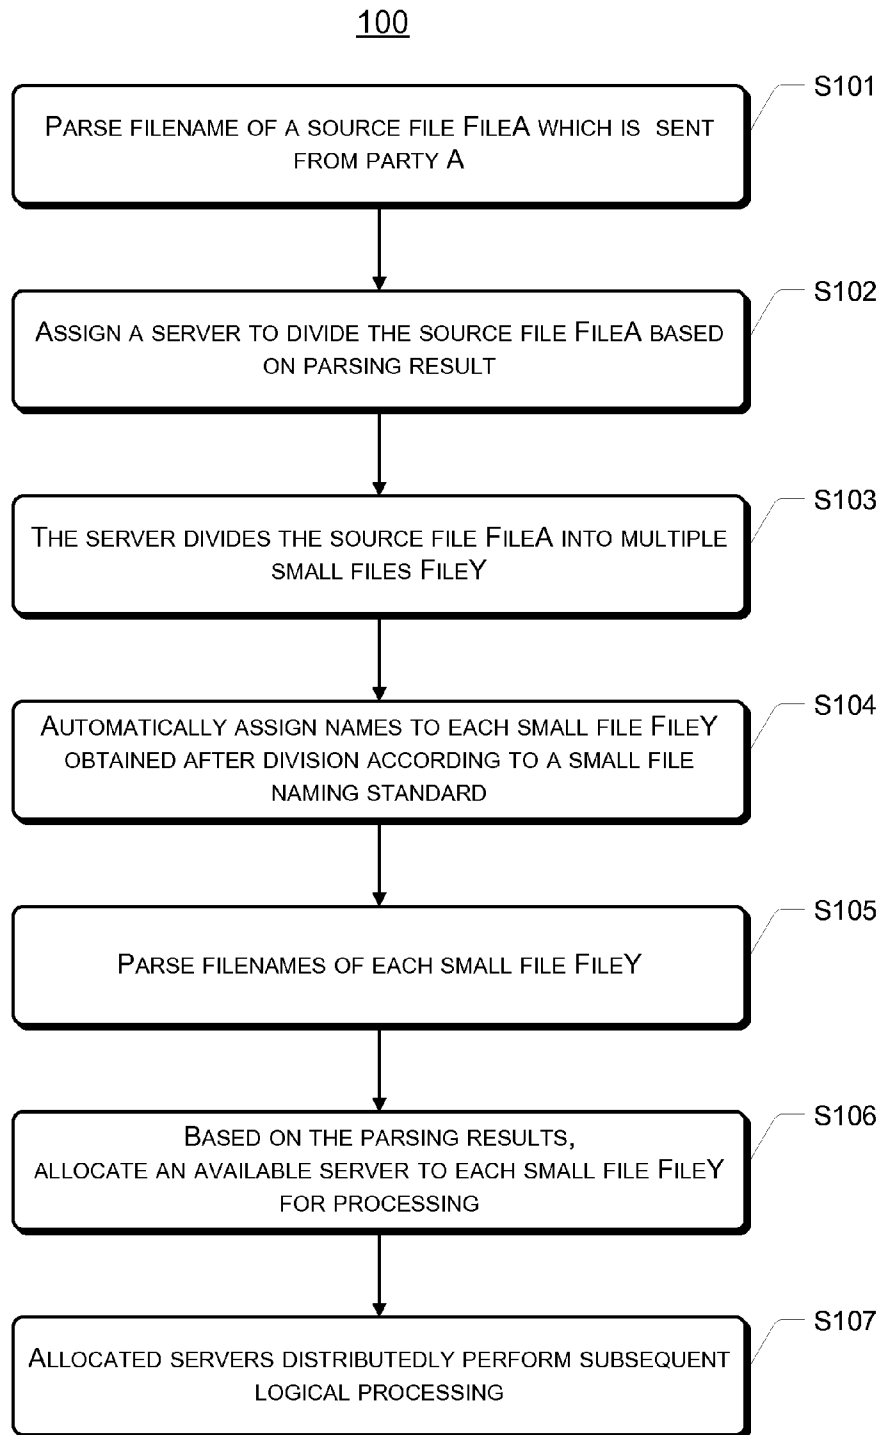 100
S101
PARSE FILENAME OF A SOURCE FILE FILEA WHICH IS SENT
FROM PARTY A
S102
ASSIGN A SERVER TO DIVIDE THE SOURCE FILE FILEA BASED
ON PARSING RESULT
S103
THE SERVER DIVIDES THE SOURCE FILE FILEA INTO MULTIPLE
SMALL FILES FILEY
S104
AUTOMATICALLY ASSIGN NAMES TO EACH SMALL FILE FILEY
OBTAINED AFTER DIVISION ACCORDING TO A SMALL FILE
NAMING STANDARD
S105
PARSE FILENAMES OF EACH SMALL FILE FILEY
S106
BASED ON THE PARSING RESULTS,
ALLOCATE AN AVAILABLE SERVER TO EACH SMALL FILE FILEY
FOR PROCESSING
S107
ALLOCATED SERVERS DISTRIBUTEDLY PERFORM SUBSEQUENT
LOGICAL PROCESSING